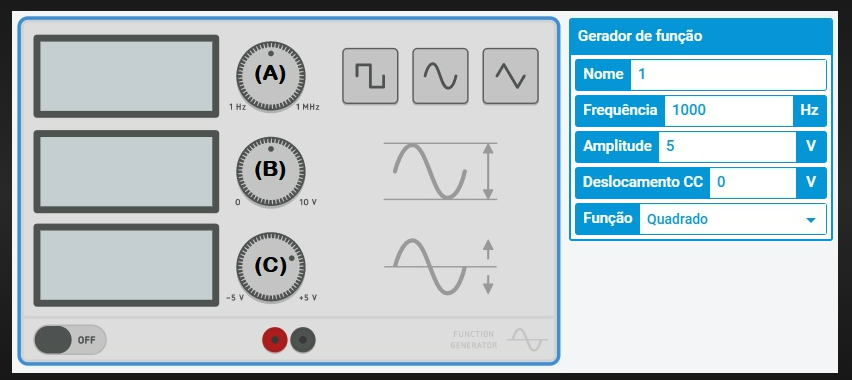 (A)
1 Hz 1 MHz
(B)
0 10 V
(C)
−5 V +5 V
OFF
FUNCTION
GENERATOR
Gerador de função
Nome 1
Frequência 1000 Hz
Amplitude 5 V
Deslocamento CC 0 V
Função Quadrado